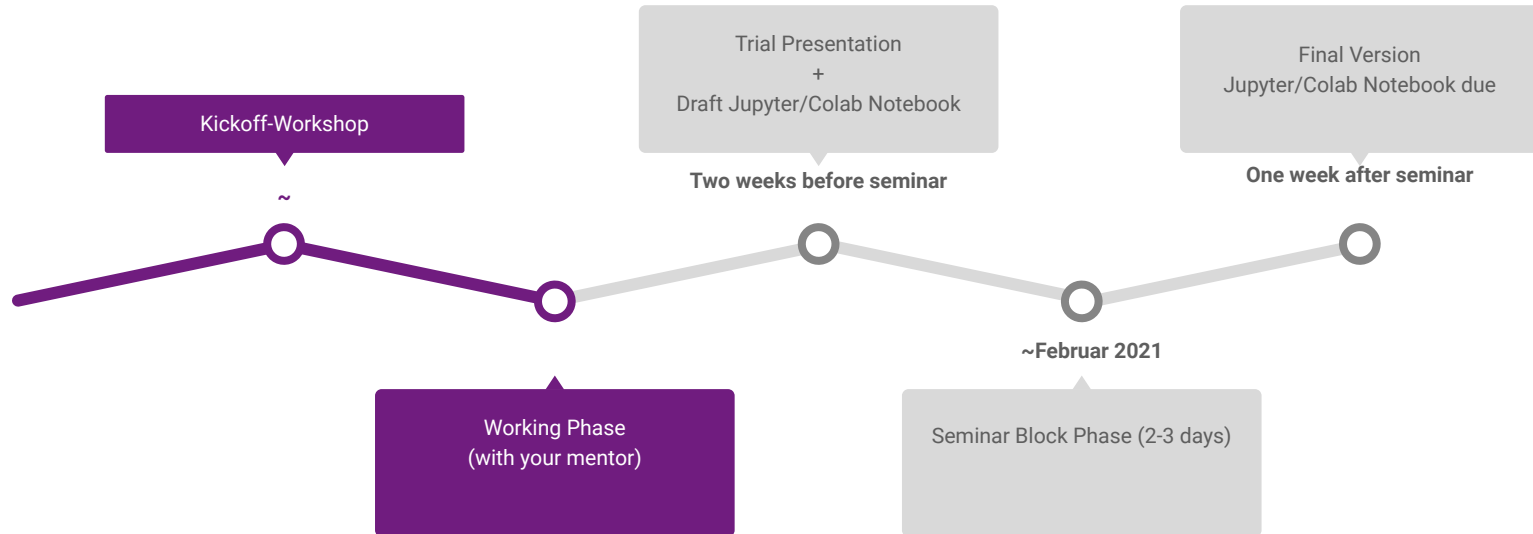 Kickoff-Workshop
~
Working Phase
(with your mentor)
Trial Presentation
+
Draft Jupyter/Colab Notebook
Two weeks before seminar
~Februar 2021
Seminar Block Phase (2-3 days)
Final Version
Jupyter/Colab Notebook due
One week after seminar